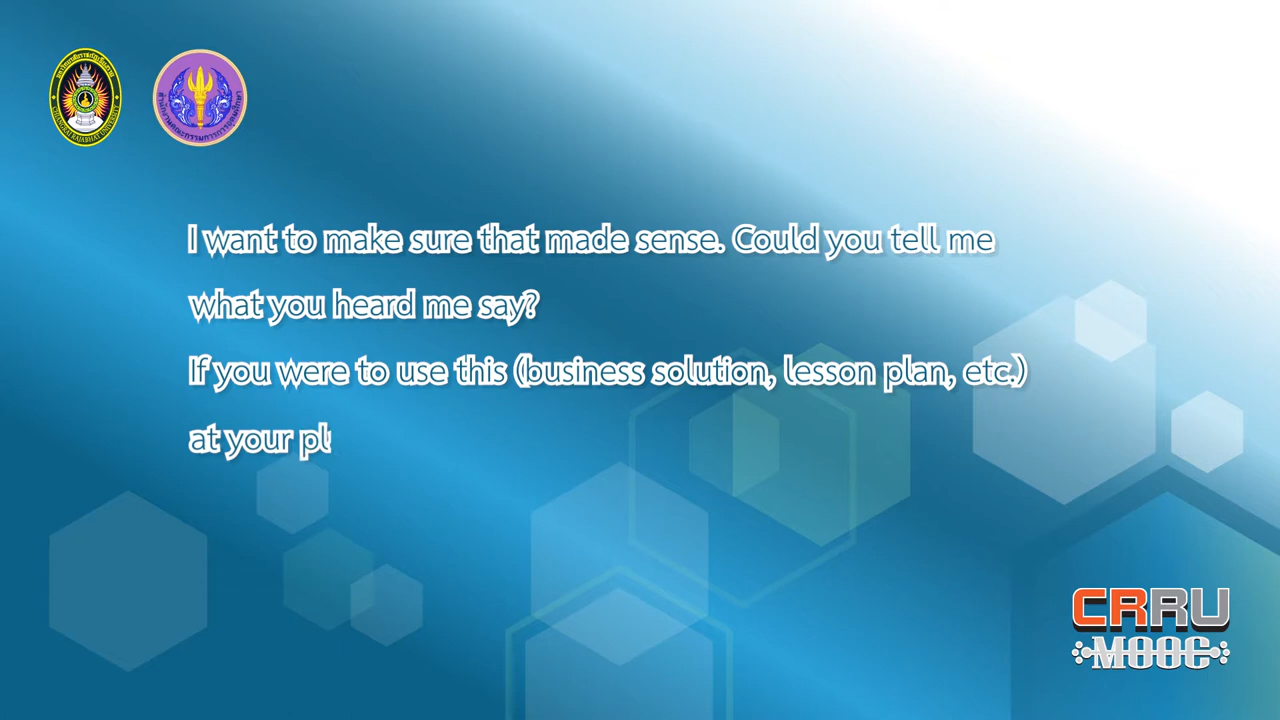 I want to make sure that made sense. Could you tell me
what you heard me say?
If you were to use this (business solution, lesson plan, etc.)
at your pl
CRRU
MOOC